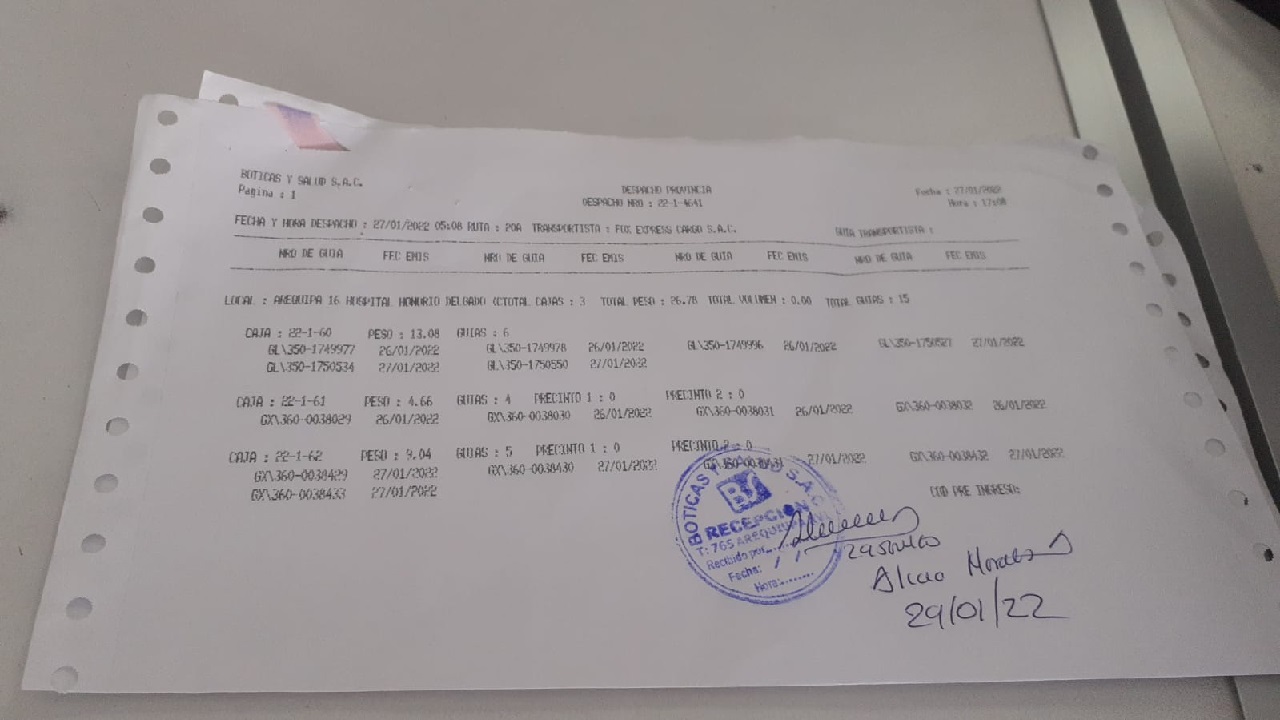 BOTICAS Y SALUD S.A.C.
Pagina : 1
DESPACHO PROVINCIA
DESPACHO NRO : 22-1-4641
Fecha : 27/01/2022
Hora : 17:08
FECHA Y HORA DESPACHO : 27/01/2022 05:08 RUTA : 20A TRANSPORTISTA : FOX EXPRESS CARGO S.A.C. GUIA TRANSPORTISTA :
NRO DE GUIA FEC EMIS NRO DE GUIA FEC EMIS NRO DE GUIA FEC EMIS NRO DE GUIA FEC EMIS
LOCAL : AREQUIPA 16 HOSPITAL HONORIO DELGADO (CTOTAL CAJAS : 3 TOTAL PESO : 26.78 TOTAL VOLUMEN : 0.00 TOTAL GUIAS : 15
CAJA : 22-1-60 PESO : 13.08 GUIAS : 6
GL\350-1749977 26/01/2022 GL\350-1749978 26/01/2022 GL\350-1749996 26/01/2022 GL\350-1750527 27/01/2022
GL\350-1750534 27/01/2022 GL\350-1750550 27/01/2022
CAJA : 22-1-61 PESO : 4.66 GUIAS : 4 PRECINTO 1 : 0 PRECINTO 2 : 0
GX\360-0038029 26/01/2022 GX\360-0038030 26/01/2022 GX\360-0038031 26/01/2022 GX\360-0038032 26/01/2022
CAJA : 22-1-62 PESO : 9.04 GUIAS : 5 PRECINTO 1 : 0 PRECINTO 2 : 0
GX\360-0038429 27/01/2022 GX\360-0038430 27/01/2022 GX\360-0038431 27/01/2022 GX\360-0038432 27/01/2022
GX\360-0038433 27/01/2022
COD PRE INGRESO:
BOTICAS Y SALUD S.A.C.
BS
RECEPCION
T: 765 AREQUIPA
Recibido por
Fecha: / /
Hora:
Morales
29/01/22